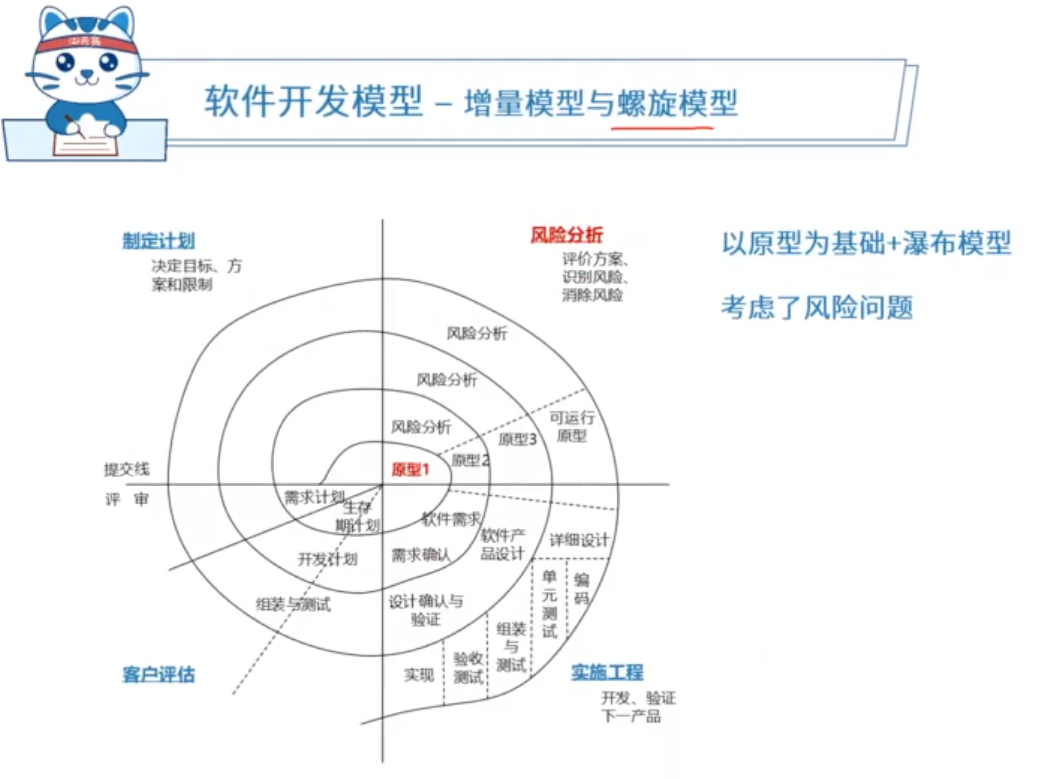 软件开发模型 – 增量模型与螺旋模型
制定计划
决定目标、方
案和限制
风险分析
评价方案、
识别风险、
消除风险
以原型为基础+瀑布模型
考虑了风险问题
风险分析
风险分析
风险分析
可运行
原型
原型3
原型2
原型1
提交线
评 审
需求计划
生存
期计划
软件需求
开发计划
需求确认
软件产
品设计
详细设计
组装与测试
设计确认与
验证
单
元
测
试
编
码
组装
与
测试
验收
测试
实现
客户评估
实施工程
开发、验证
下一产品